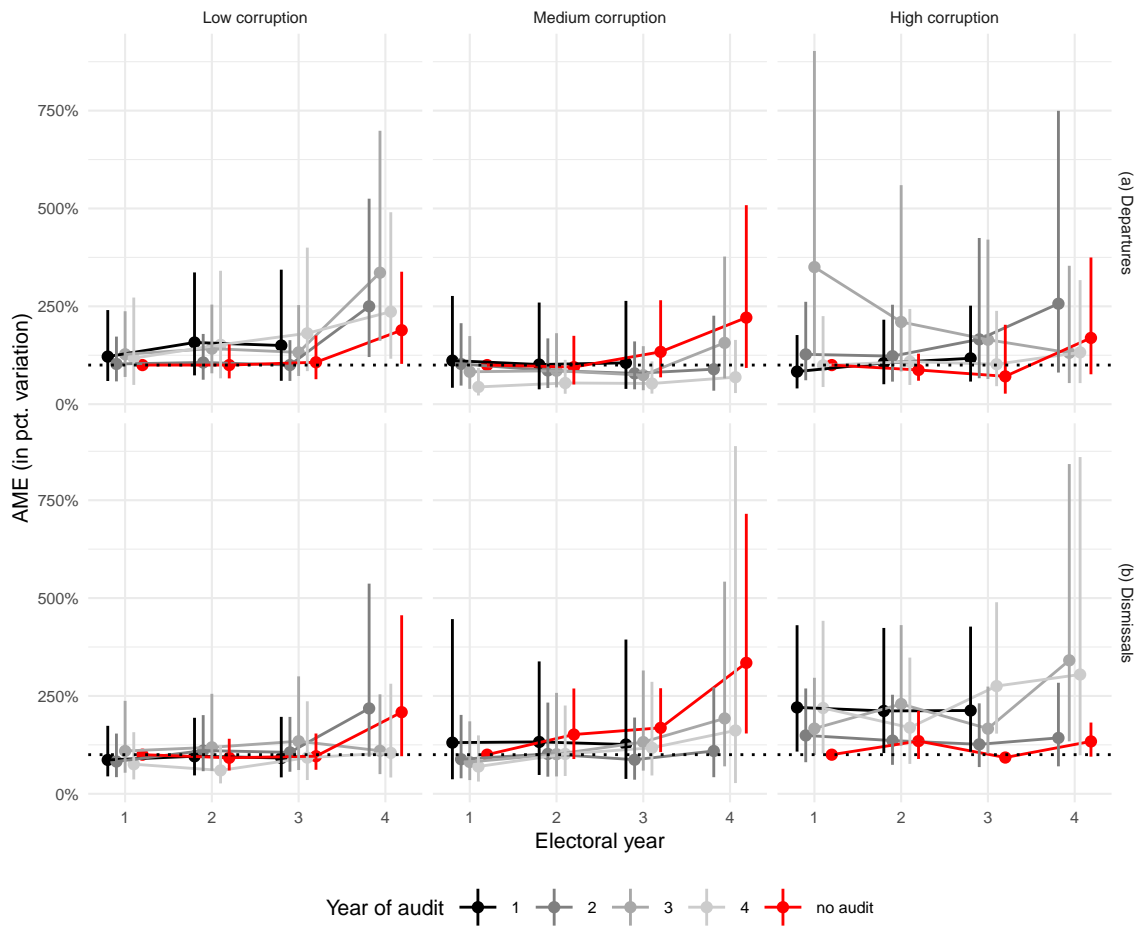 Low corruption
Medium corruption
High corruption
AME (in pct. variation)
750%
500%
250%
0%
(a) Departures
750%
500%
250%
0%
(b) Dismissals
1 2 3 4
1 2 3 4
1 2 3 4
Electoral year
Year of audit 1 2 3 4 no audit